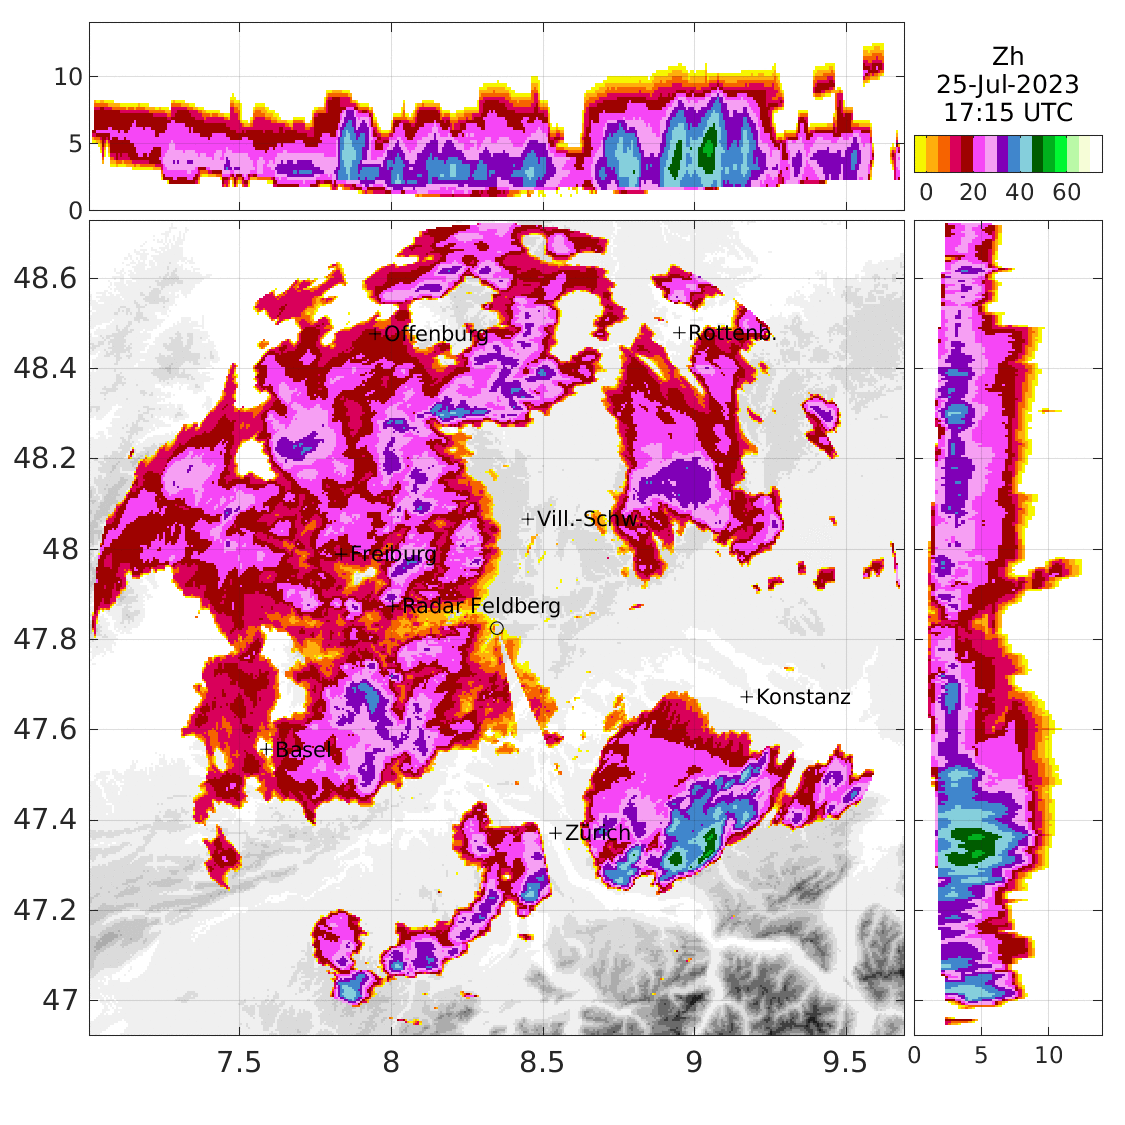 10
5
0
Zh
25-Jul-2023
17:15 UTC
0 20 40 60
48.6
48.4
48.2
48
47.8
47.6
47.4
47.2
47
+Offenburg
+Rottenb.
+Vill.-Schw.
+Freiburg
+Radar Feldberg
+Konstanz
+Basel
+Zürich
7.5 8 8.5 9 9.5
0 5 10